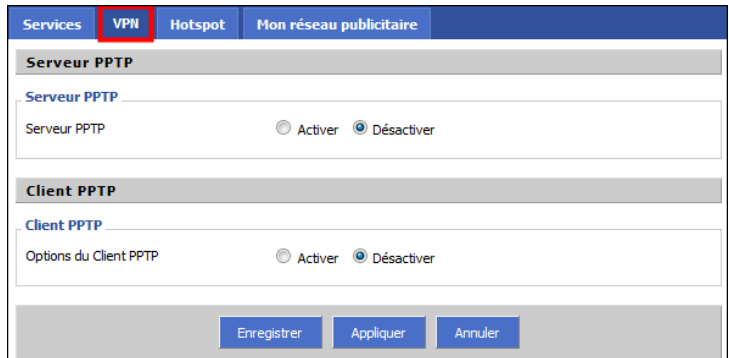 Services VPN Hotspot Mon réseau publicitaire
Serveur PPTP
Serveur PPTP
Serveur PPTP Activer Désactiver
Client PPTP
Client PPTP
Options du Client PPTP Activer Désactiver
Enregistrer Appliquer Annuler